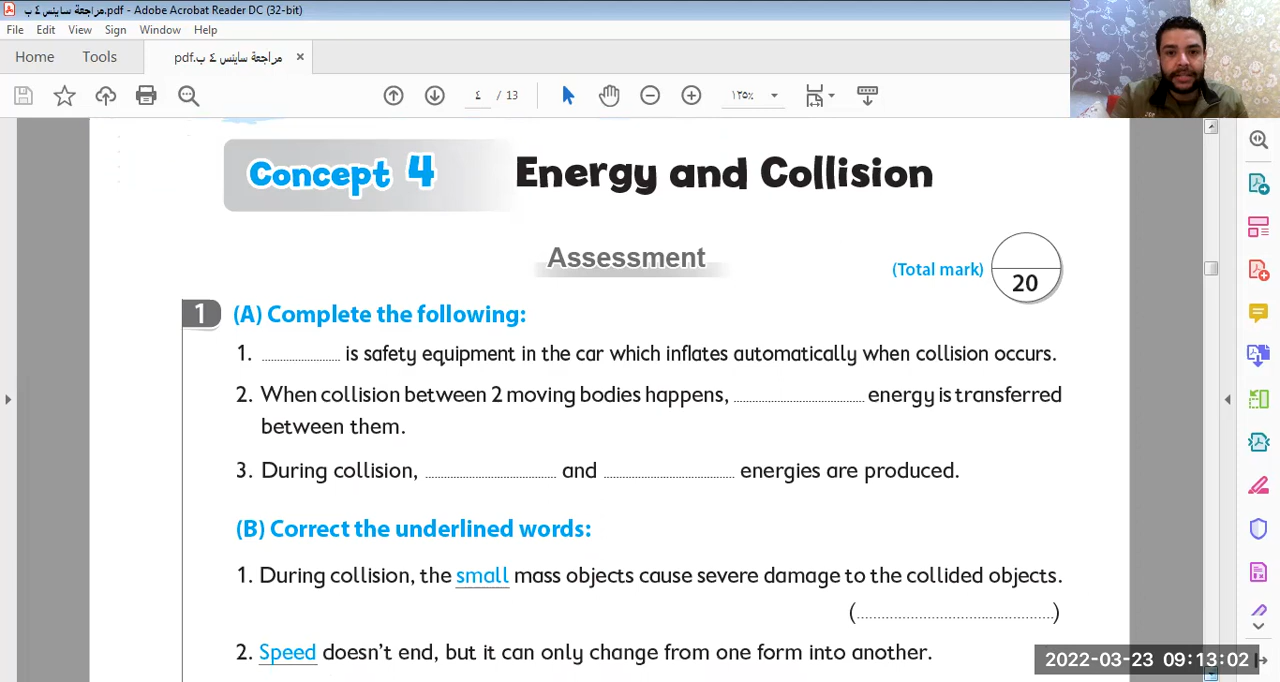 مراجعة ساينس ٤ ب.pdf - Adobe Acrobat Reader DC (32-bit)
File Edit View Sign Window Help
Home Tools مراجعة ساينس ٤ ب.pdf ×
٤ / 13 ١٢٥%
Concept 4 Energy and Collision
Assessment
(Total mark) 20
1 (A) Complete the following:
1. .................... is safety equipment in the car which inflates automatically when collision occurs.
2. When collision between 2 moving bodies happens, .................... energy is transferred
between them.
3. During collision, .................... and .................... energies are produced.
(B) Correct the underlined words:
1. During collision, the small mass objects cause severe damage to the collided objects.
(....................)
2. Speed doesn't end, but it can only change from one form into another.
2022-03-23 09:13:02